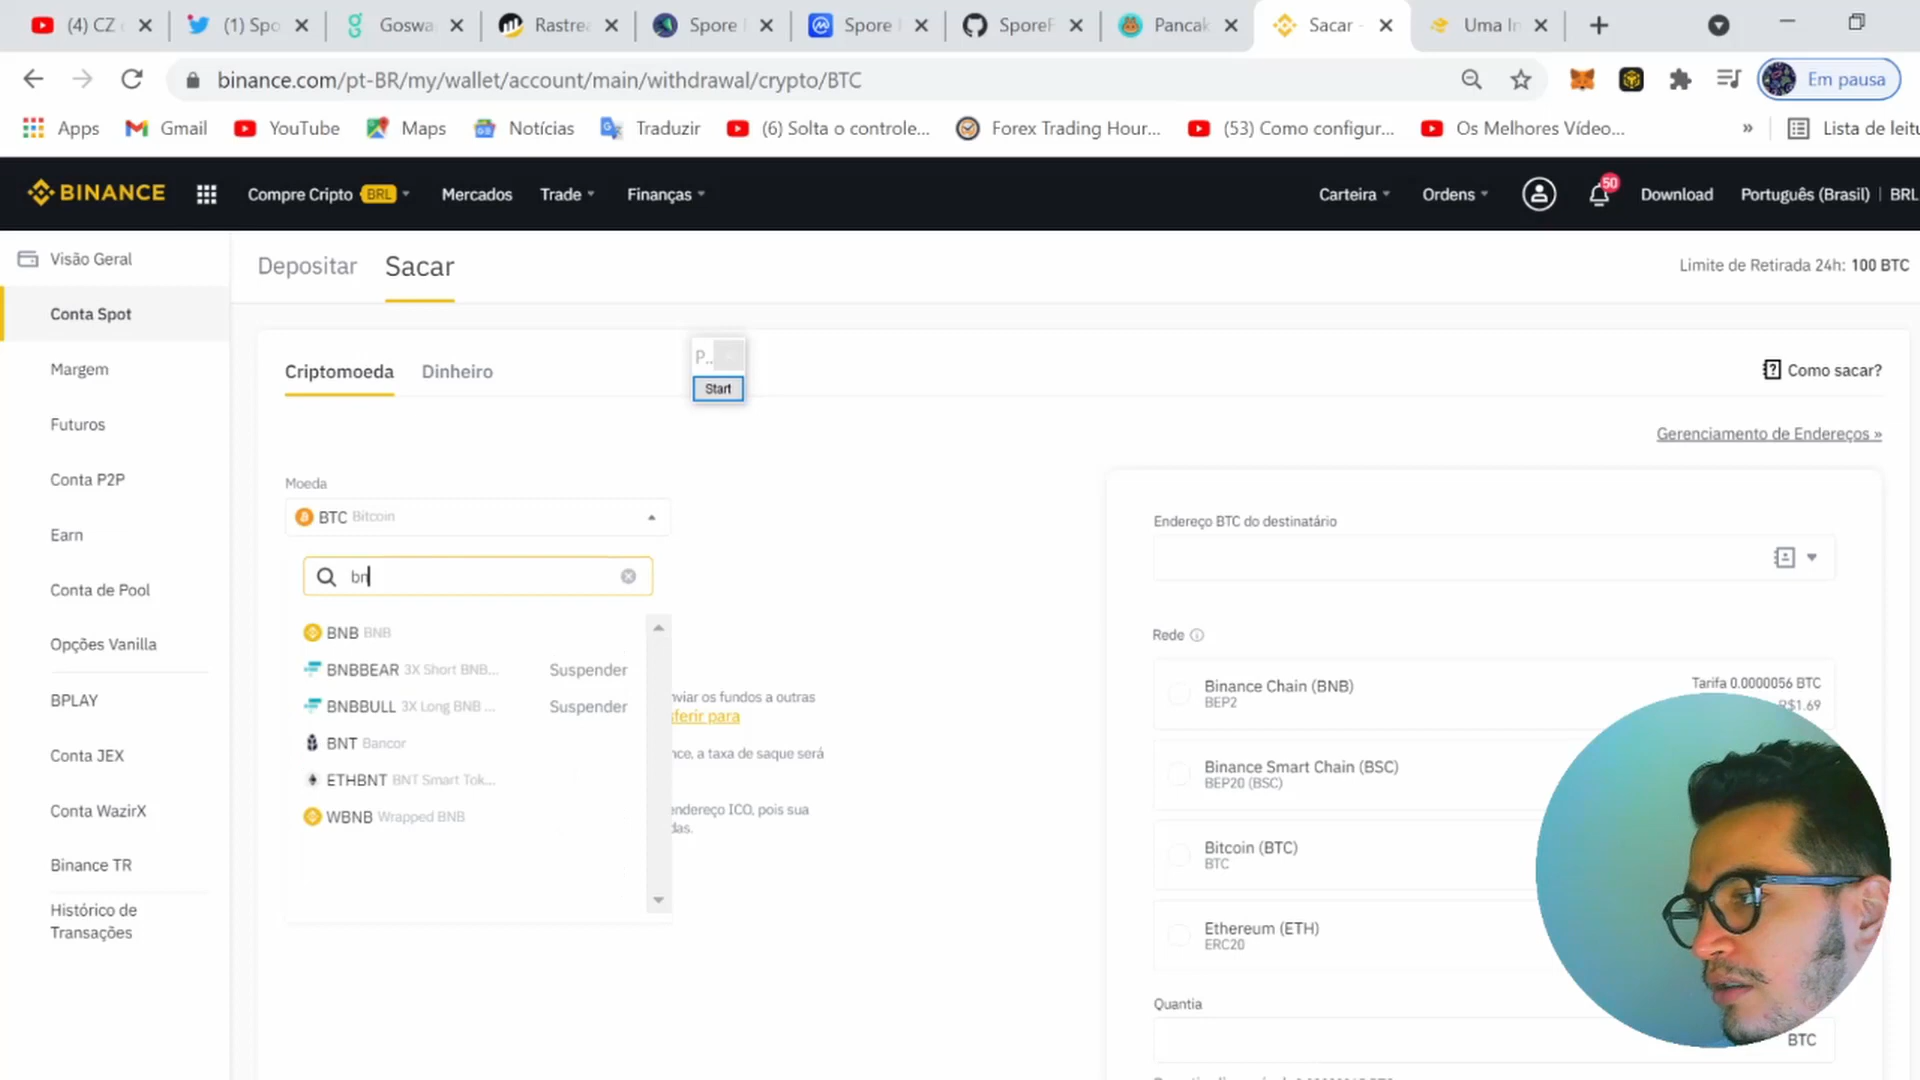 (4) CZ
(1) Spo
Goswa
Rastrea
Spore
Spore
SporeF
Pancak
Sacar -
Uma In
binance.com/pt-BR/my/wallet/account/main/withdrawal/crypto/BTC
Em pausa
Apps
Gmail
YouTube
Maps
Notícias
Traduzir
(6) Solta o controle...
Forex Trading Hour...
(53) Como configur...
Os Melhores Vídeo...
»
Lista de leitu
BINANCE
Compre Cripto BRL
Mercados
Trade
Finanças
Carteira
Ordens
50
Download
Português (Brasil) | BRL
Visão Geral
Conta Spot
Margem
Futuros
Conta P2P
Earn
Conta de Pool
Opções Vanilla
BPLAY
Conta JEX
Conta WazirX
Binance TR
Histórico de
Transações
Depositar
Sacar
Limite de Retirada 24h: 100 BTC
Criptomoeda
Dinheiro
P..
Start
Como sacar?
Gerenciamento de Endereços »
Moeda
BTC Bitcoin
bn
BNB BNB
BNBBEAR 3X Short BNB... Suspender
BNBBULL 3X Long BNB ... Suspender
BNT Bancor
ETHBNT BNT Smart Tok...
WBNB Wrapped BNB
nviar os fundos a outras
sferir para
nce, a taxa de saque será
endereço ICO, pois sua
das.
Endereço BTC do destinatário
Rede
Binance Chain (BNB)
BEP2
Tarifa 0.0000056 BTC
R$1.69
Binance Smart Chain (BSC)
BEP20 (BSC)
Bitcoin (BTC)
BTC
Ethereum (ETH)
ERC20
Quantia
BTC